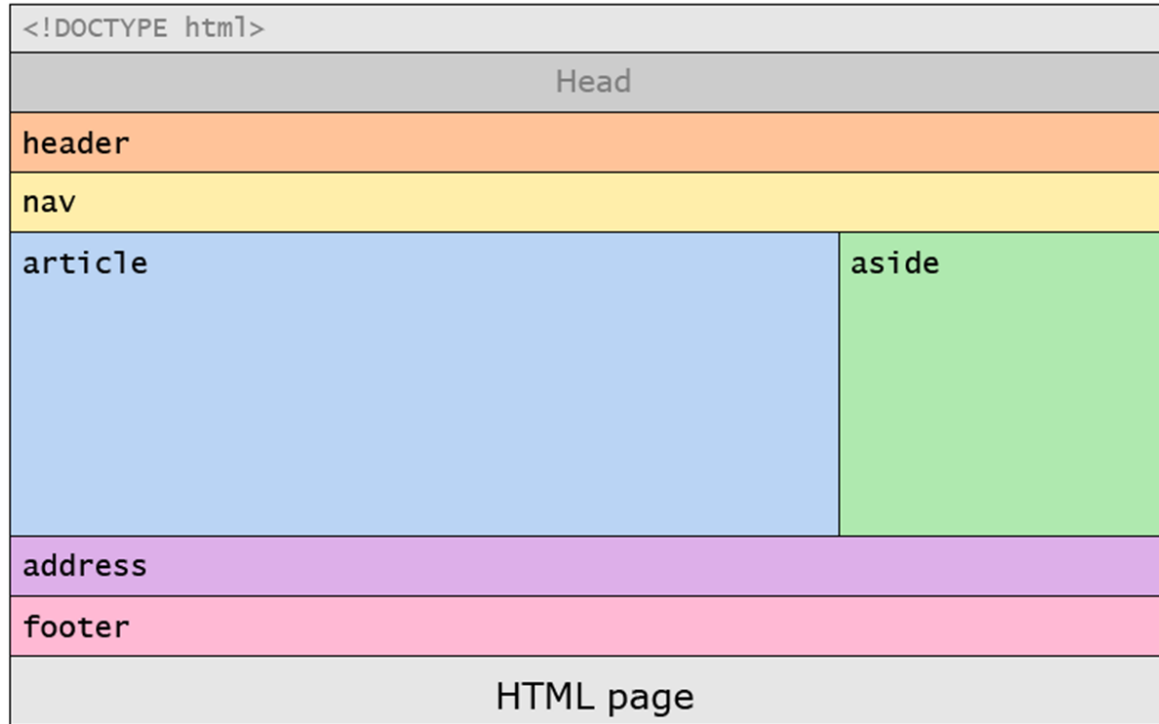 <!DOCTYPE html>
Head
header
nav
article
aside
address
footer
HTML page